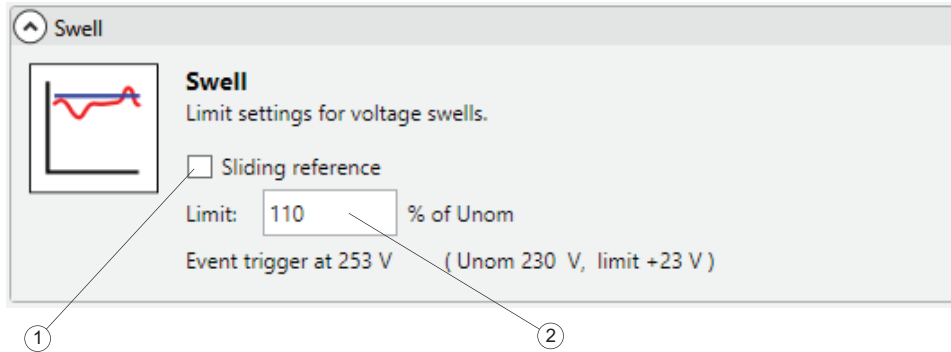 Swell
Swell
Limit settings for voltage swells.
Sliding reference
Limit: 110 % of Unom
Event trigger at 253 V ( Unom 230 V, limit +23 V )
1 2